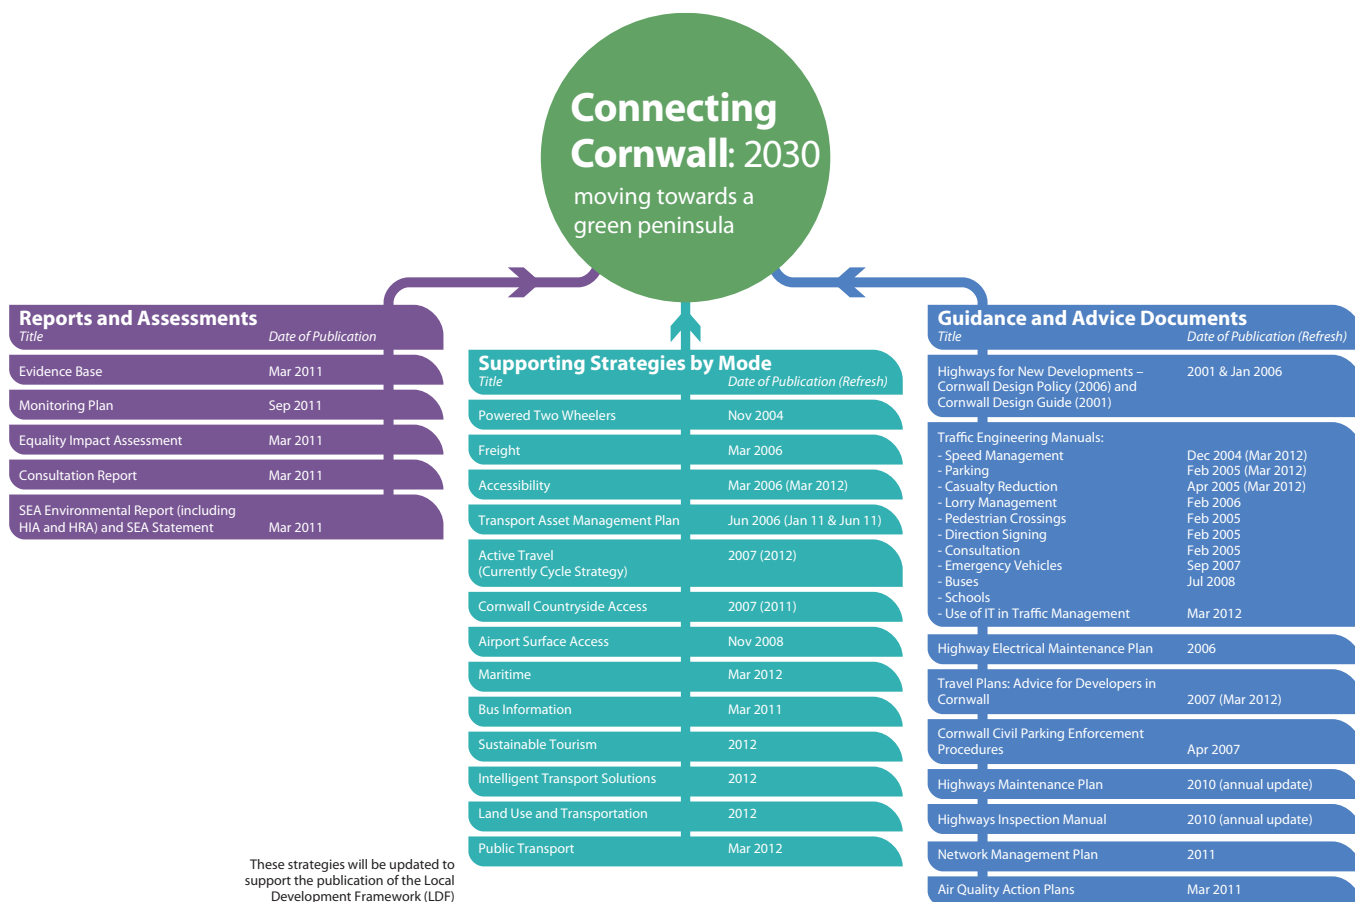 Connecting
Cornwall: 2030
moving towards a
green peninsula
Reports and Assessments
Title Date of Publication
Evidence Base Mar 2011
Monitoring Plan Sep 2011
Equality Impact Assessment Mar 2011
Consultation Report Mar 2011
SEA Environmental Report (including
HIA and HRA) and SEA Statement Mar 2011
Supporting Strategies by Mode
Title Date of Publication (Refresh)
Powered Two Wheelers Nov 2004
Freight Mar 2006
Accessibility Mar 2006 (Mar 2012)
Transport Asset Management Plan Jun 2006 (Jan 11 & Jun 11)
Active Travel 2007 (2012)
(Currently Cycle Strategy)
Cornwall Countryside Access 2007 (2011)
Airport Surface Access Nov 2008
Maritime Mar 2012
Bus Information Mar 2011
Sustainable Tourism 2012
Intelligent Transport Solutions 2012
Land Use and Transportation 2012
Public Transport Mar 2012
These strategies will be updated to
support the publication of the Local
Development Framework (LDF)
Guidance and Advice Documents
Title Date of Publication (Refresh)
Highways for New Developments – 2001 & Jan 2006
Cornwall Design Policy (2006) and
Cornwall Design Guide (2001)
Traffic Engineering Manuals:
- Speed Management Dec 2004 (Mar 2012)
- Parking Feb 2005 (Mar 2012)
- Casualty Reduction Apr 2005 (Mar 2012)
- Lorry Management Feb 2006
- Pedestrian Crossings Feb 2005
- Direction Signing Feb 2005
- Consultation Feb 2005
- Emergency Vehicles Sep 2007
- Buses Jul 2008
- Schools
- Use of IT in Traffic Management Mar 2012
Highway Electrical Maintenance Plan 2006
Travel Plans: Advice for Developers in
Cornwall 2007 (Mar 2012)
Cornwall Civil Parking Enforcement
Procedures Apr 2007
Highways Maintenance Plan 2010 (annual update)
Highways Inspection Manual 2010 (annual update)
Network Management Plan 2011
Air Quality Action Plans Mar 2011